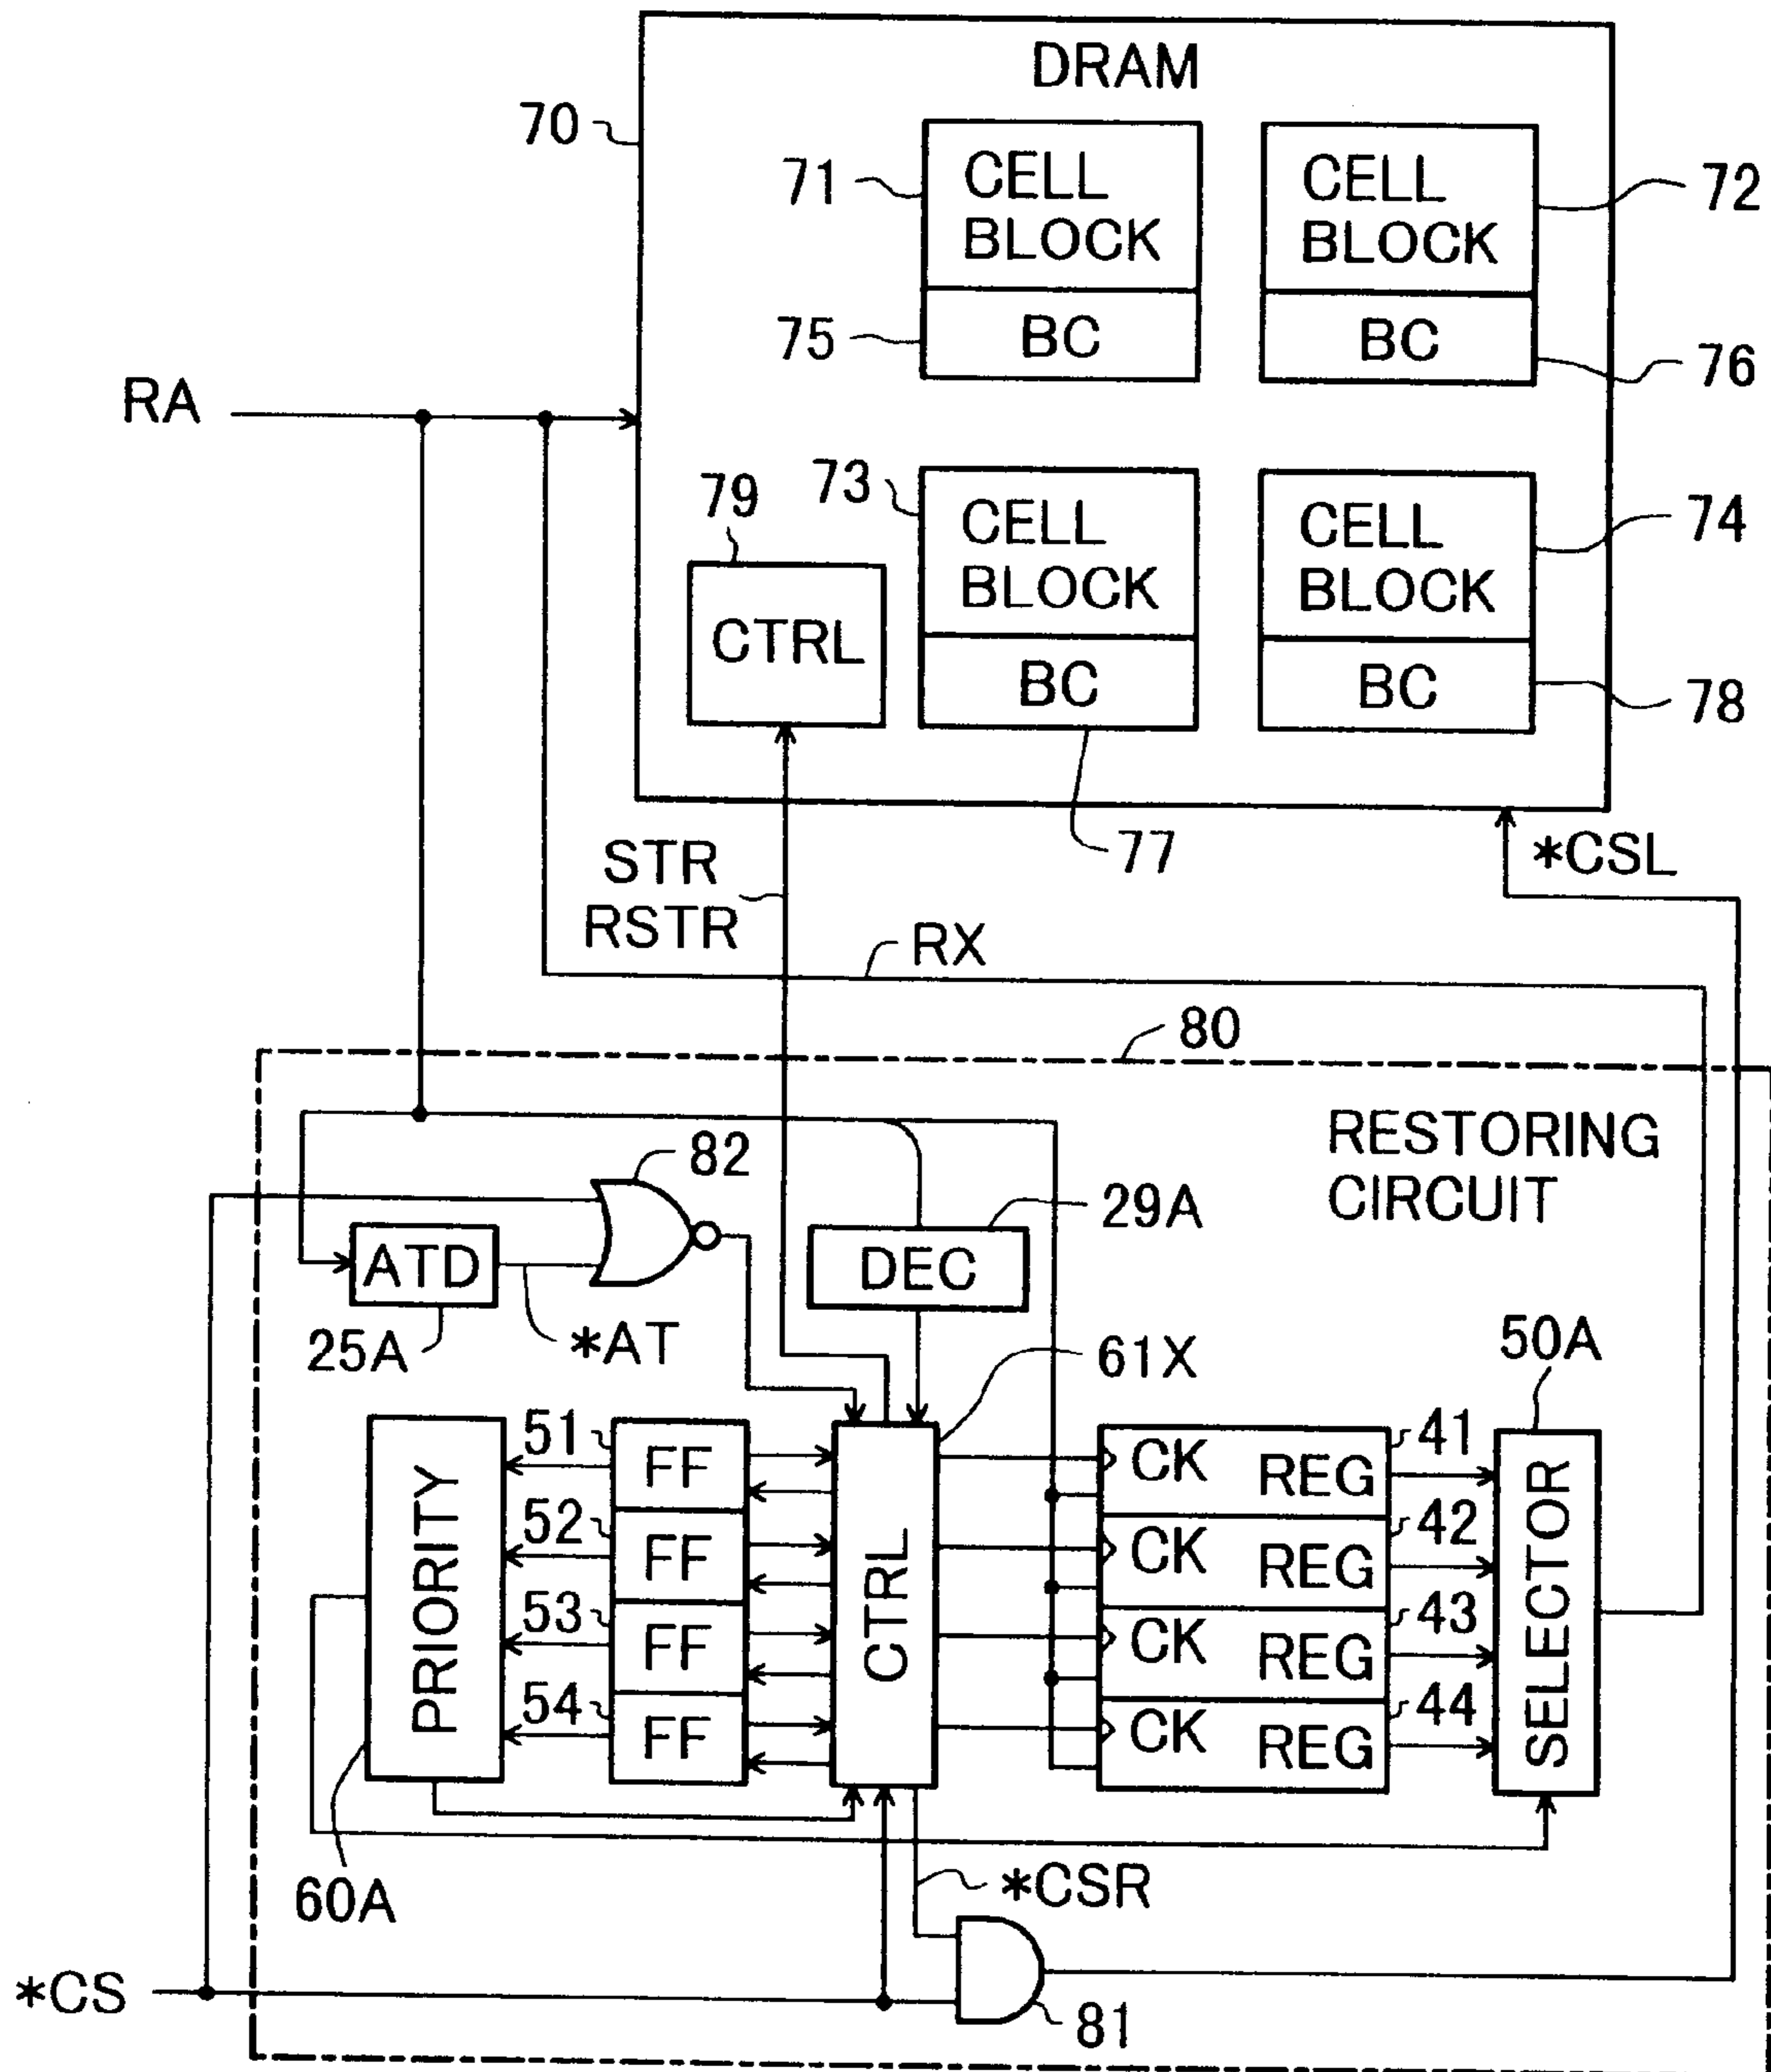 DRAM
70
71
CELL
BLOCK
CELL
BLOCK
72
75
BC
BC
76
RA
79
73
CELL
BLOCK
CELL
BLOCK
74
CTRL
BC
BC
78
77
STR
RSTR
*CSL
RX
80
RESTORING
CIRCUIT
82
29A
ATD
DEC
25A
*AT
61X
50A
PRIORITY
51
FF
52
FF
53
FF
54
FF
CTRL
CK
REG
41
CK
REG
42
CK
REG
43
CK
REG
44
SELECTOR
60A
*CSR
*CS
81